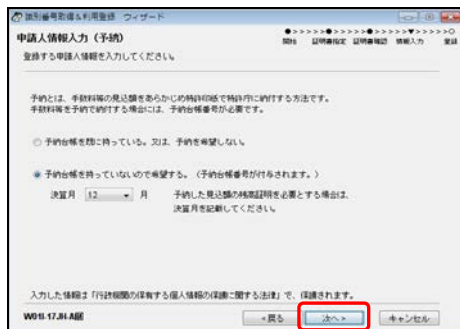 識別番号取得&利用登録 ウィザード
申請人情報入力（予納）
●>>>>>●>>>>>●>>>>>▼>>>>>○
開始 証明書指定 証明書確認 情報入力 登録
登録する申請人情報を入力してください。
予納とは、手数料等の見込額をあらかじめ特許印紙で特許庁に納付する方法です。
手数料等を予納で納付する場合には、予納台帳番号が必要です。
予納台帳を既に持っている。又は、予納を希望しない。
予納台帳を持っていないので希望する。（予納台帳番号が付与されます。）
決算月 12 月 予納した見込額の残高証明を必要とする場合は、
決算月を記載してください。
入力した情報は「行政機関の保有する個人情報の保護に関する法律」で、保護されます。
W011-17.JH-A画 <戻る 次へ> キャンセル